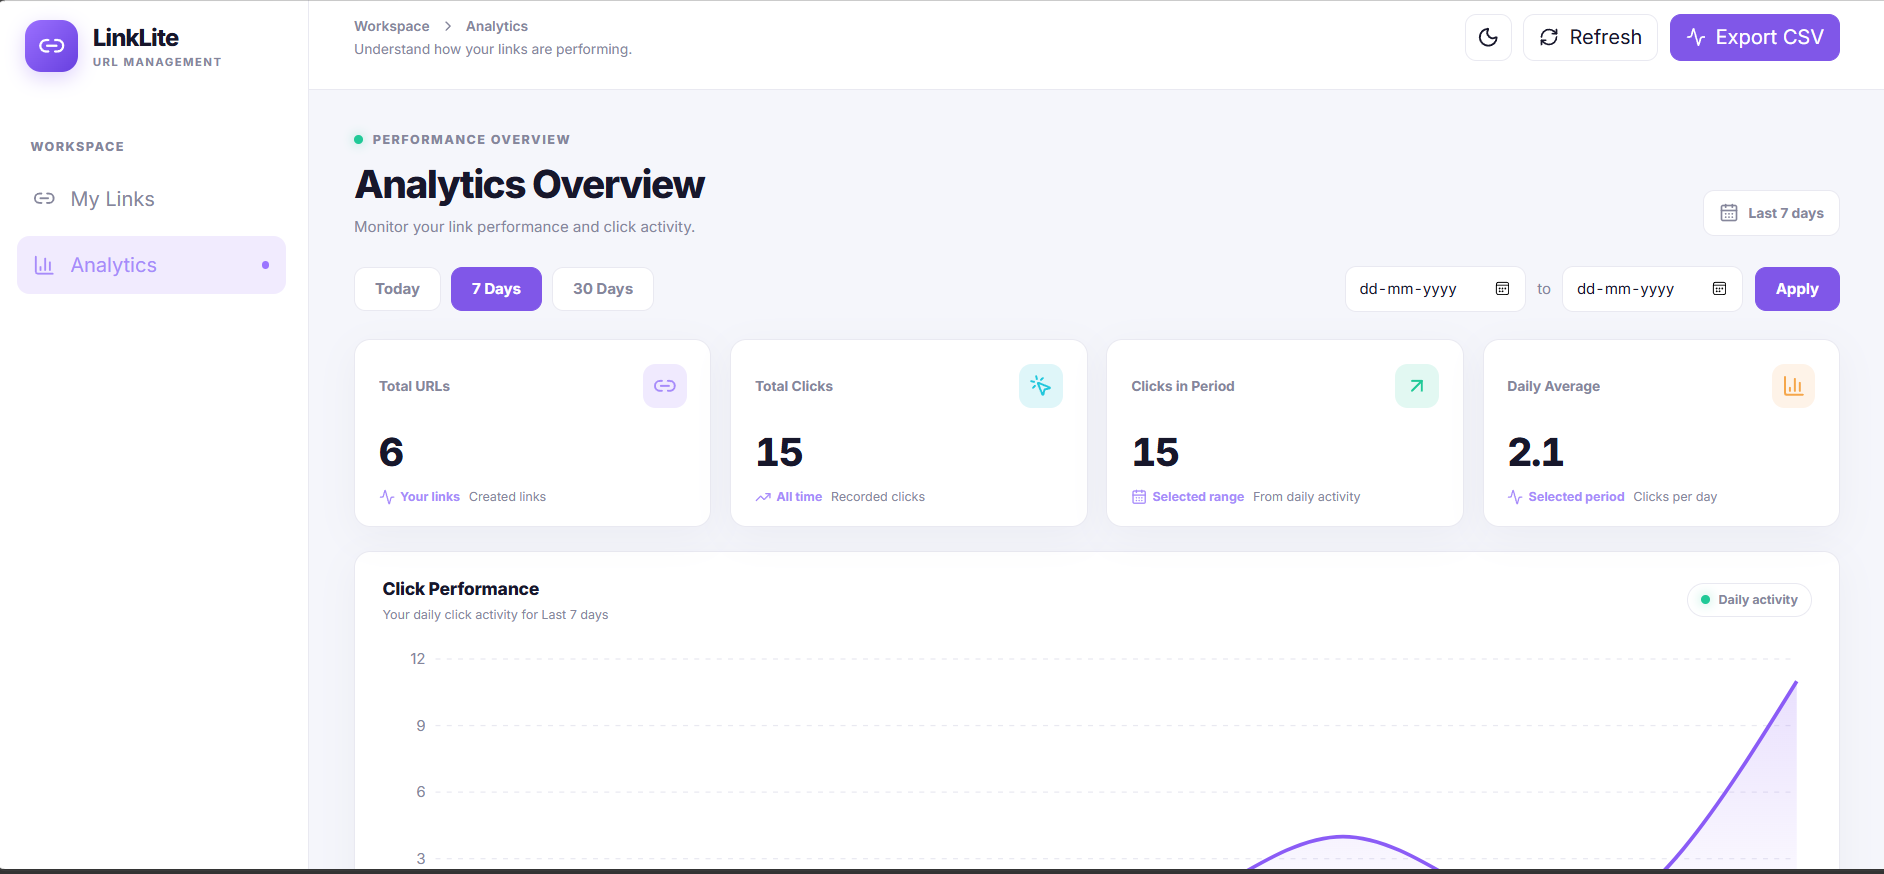 LinkLite
URL MANAGEMENT
WORKSPACE
My Links
Analytics
Workspace > Analytics
Understand how your links are performing.
Refresh
Export CSV
PERFORMANCE OVERVIEW
Analytics Overview
Monitor your link performance and click activity.
Last 7 days
Today
7 Days
30 Days
dd-mm-yyyy
to
dd-mm-yyyy
Apply
Total URLs
6
Your links Created links
Total Clicks
15
All time Recorded clicks
Clicks in Period
15
Selected range From daily activity
Daily Average
2.1
Selected period Clicks per day
Click Performance
Your daily click activity for Last 7 days
Daily activity
12
9
6
3